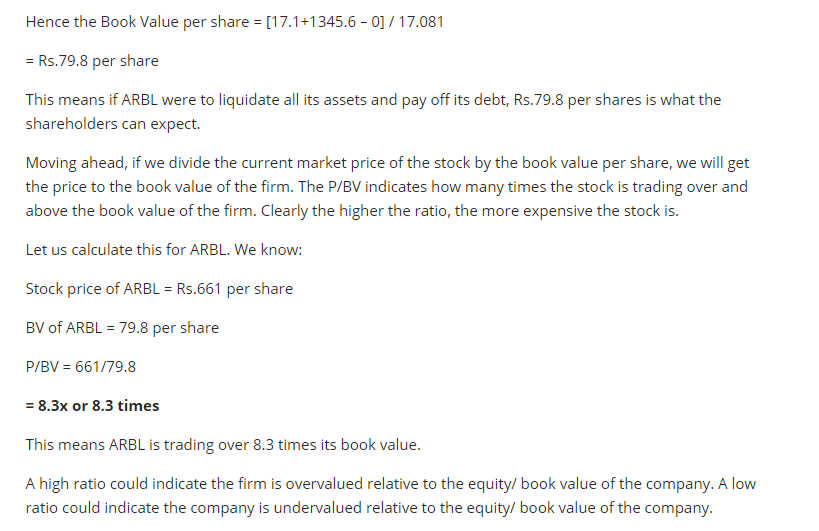 Hence the Book Value per share = [17.1+1345.6 – 0] / 17.081
= Rs.79.8 per share
This means if ARBL were to liquidate all its assets and pay off its debt, Rs.79.8 per shares is what the
shareholders can expect.
Moving ahead, if we divide the current market price of the stock by the book value per share, we will get
the price to the book value of the firm. The P/BV indicates how many times the stock is trading over and
above the book value of the firm. Clearly the higher the ratio, the more expensive the stock is.
Let us calculate this for ARBL. We know:
Stock price of ARBL = Rs.661 per share
BV of ARBL = 79.8 per share
P/BV = 661/79.8
= 8.3x or 8.3 times
This means ARBL is trading over 8.3 times its book value.
A high ratio could indicate the firm is overvalued relative to the equity/ book value of the company. A low
ratio could indicate the company is undervalued relative to the equity/ book value of the company.